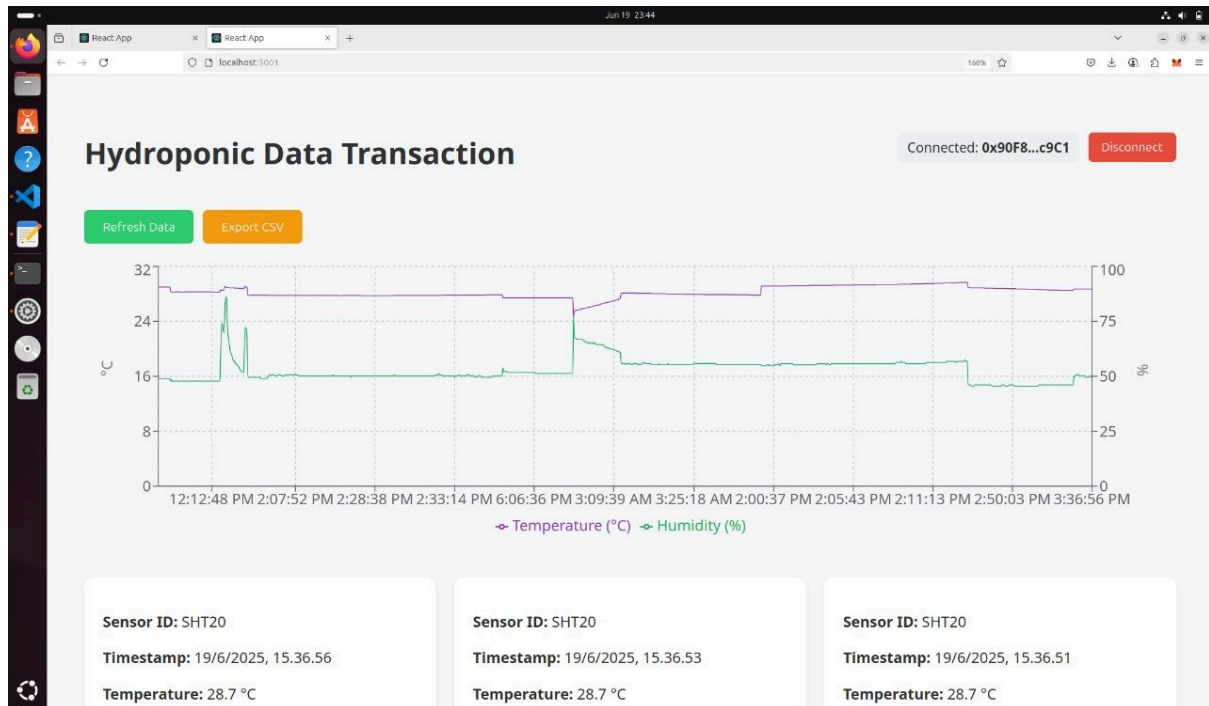 Jun 19 23:44
React App
React App
localhost:3001
160%
Hydroponic Data Transaction
Connected: 0x90F8...c9C1
Disconnect
Refresh Data
Export CSV
32
24
16
8
0
°C
100
75
50
25
0
%
12:12:48 PM 2:07:52 PM 2:28:38 PM 2:33:14 PM 6:06:36 PM 3:09:39 AM 3:25:18 AM 2:00:37 PM 2:05:43 PM 2:11:13 PM 2:50:03 PM 3:36:56 PM
Temperature (°C) Humidity (%)
Sensor ID: SHT20
Timestamp: 19/6/2025, 15.36.56
Temperature: 28.7 °C
Sensor ID: SHT20
Timestamp: 19/6/2025, 15.36.53
Temperature: 28.7 °C
Sensor ID: SHT20
Timestamp: 19/6/2025, 15.36.51
Temperature: 28.7 °C